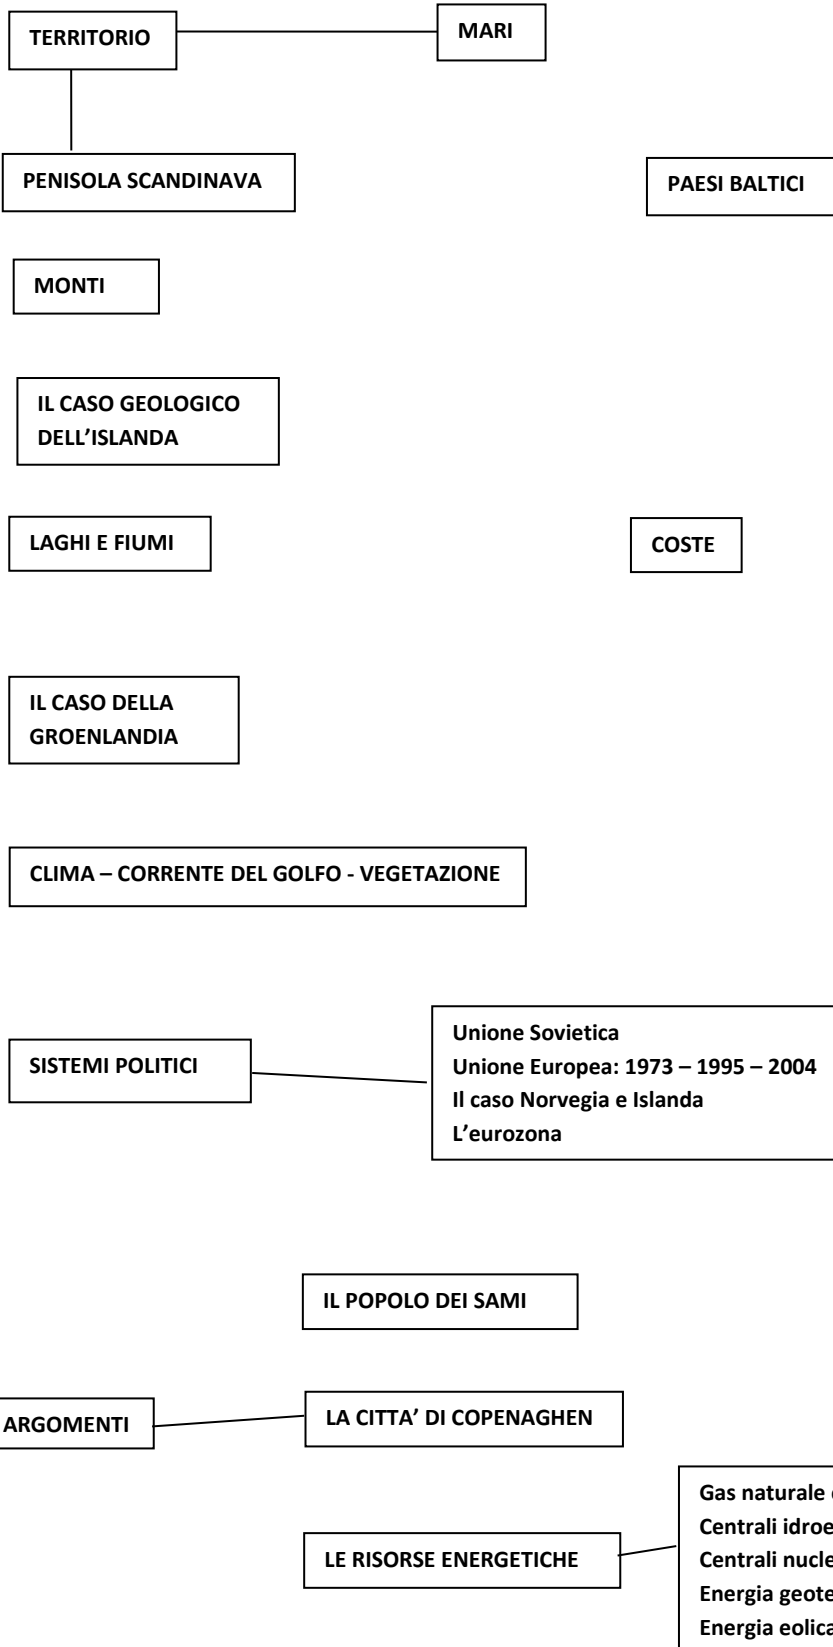 TERRITORIO
MARI
PENISOLA SCANDINAVA
PAESI BALTICI
MONTI
IL CASO GEOLOGICO
DELL’ISLANDA
LAGHI E FIUMI
COSTE
IL CASO DELLA
GROENLANDIA
CLIMA – CORRENTE DEL GOLFO - VEGETAZIONE
SISTEMI POLITICI
Unione Sovietica
Unione Europea: 1973 – 1995 – 2004
Il caso Norvegia e Islanda
L’eurozona
IL POPOLO DEI SAMI
ARGOMENTI
LA CITTA’ DI COPENAGHEN
LE RISORSE ENERGETICHE
Gas naturale
Centrali
Centrali
Energia
Energia eolica